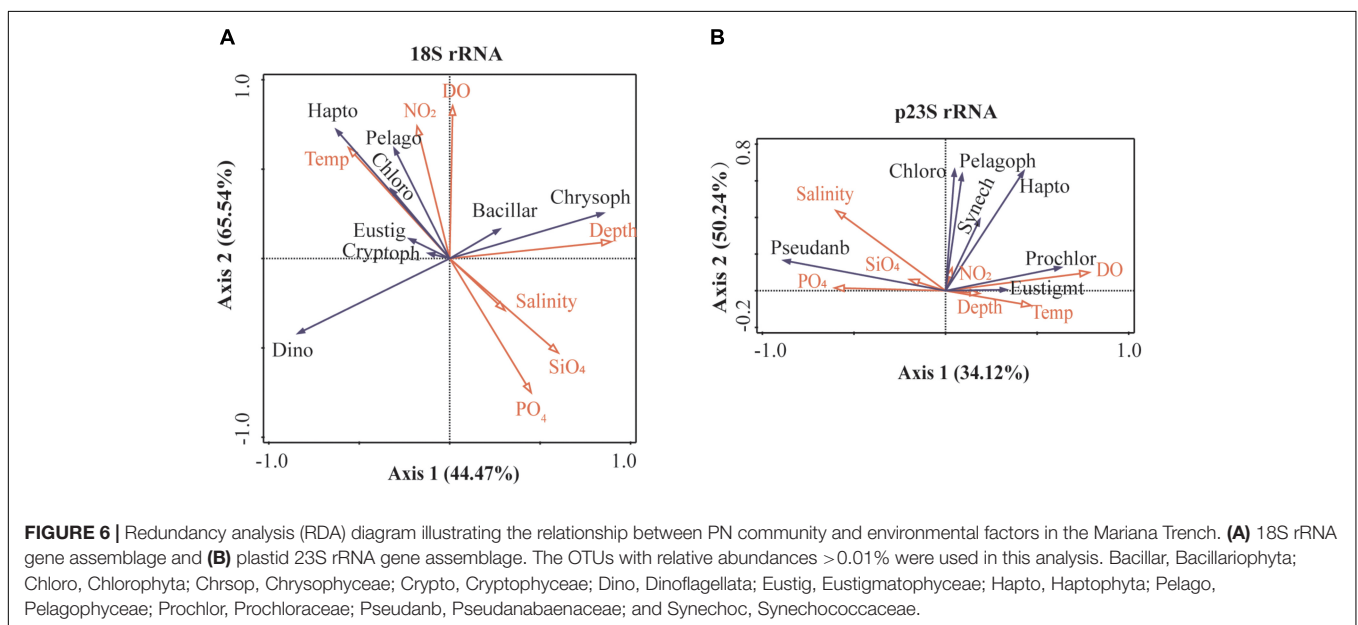 A
18S rRNA
1.0
DO
Hapto
NO₂
Pelago
Temp
Chloro
Chrysoph
Bacillar
Eustig
Depth
Cryptoph
Salinity
Dino
SiO₄
PO₄
-1.0
-1.0
1.0
Axis 1 (44.47%)
Axis 2 (65.54%)
B
p23S rRNA
0.8
Chloro
Pelagoph
Synech
Hapto
Salinity
Pseudanb
Prochlor
SiO₄
NO₂
DO
PO₄
Eustigmt
Depth
Temp
-0.2
-1.0
1.0
Axis 1 (34.12%)
Axis 2 (50.24%)
FIGURE 6 | Redundancy analysis (RDA) diagram illustrating the relationship between PN community and environmental factors in the Mariana Trench. (A) 18S rRNA
gene assemblage and (B) plastid 23S rRNA gene assemblage. The OTUs with relative abundances >0.01% were used in this analysis. Bacillar, Bacillariophyta;
Chloro, Chlorophyta; Chrsop, Chrysophyceae; Crypto, Cryptophyceae; Dino, Dinoflagellata; Eustig, Eustigmatophyceae; Hapto, Haptophyta; Pelago,
Pelagophyceae; Prochlor, Prochloraceae; Pseudanb, Pseudanabaenaceae; and Synechoc, Synechococcaceae.